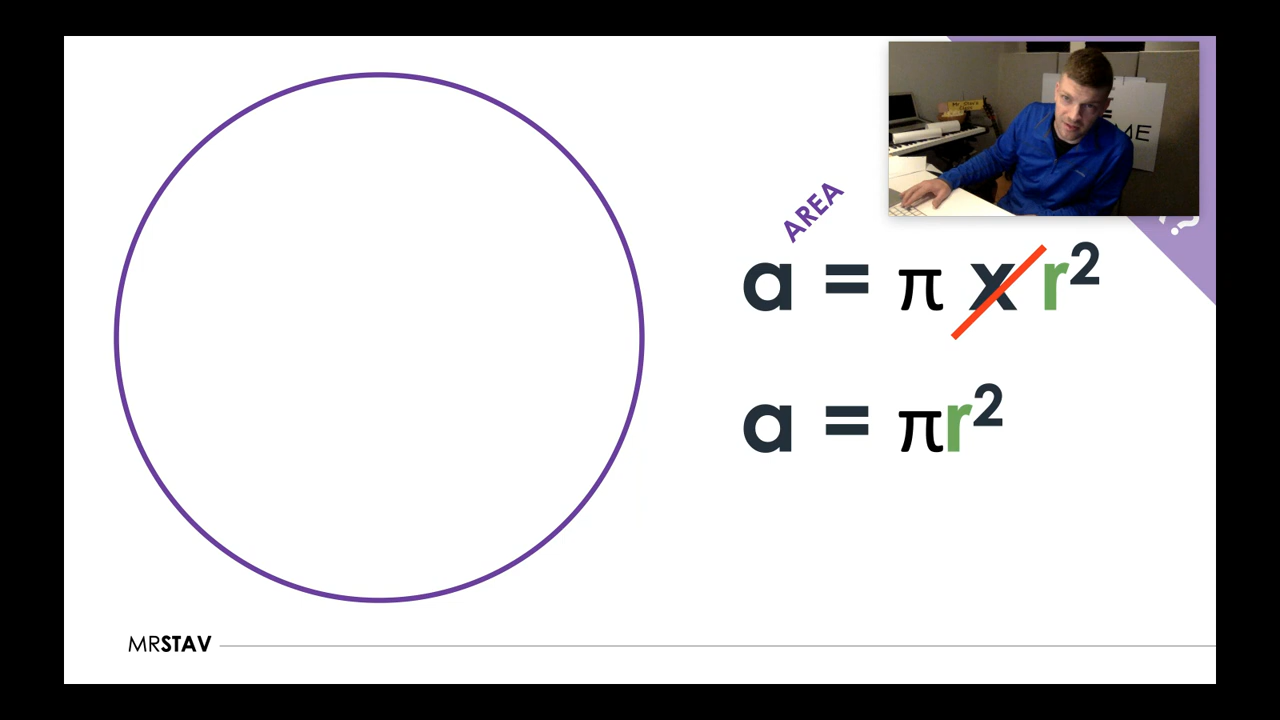 ?
AREA
a = π x r²
a = πr²
MRSTAV